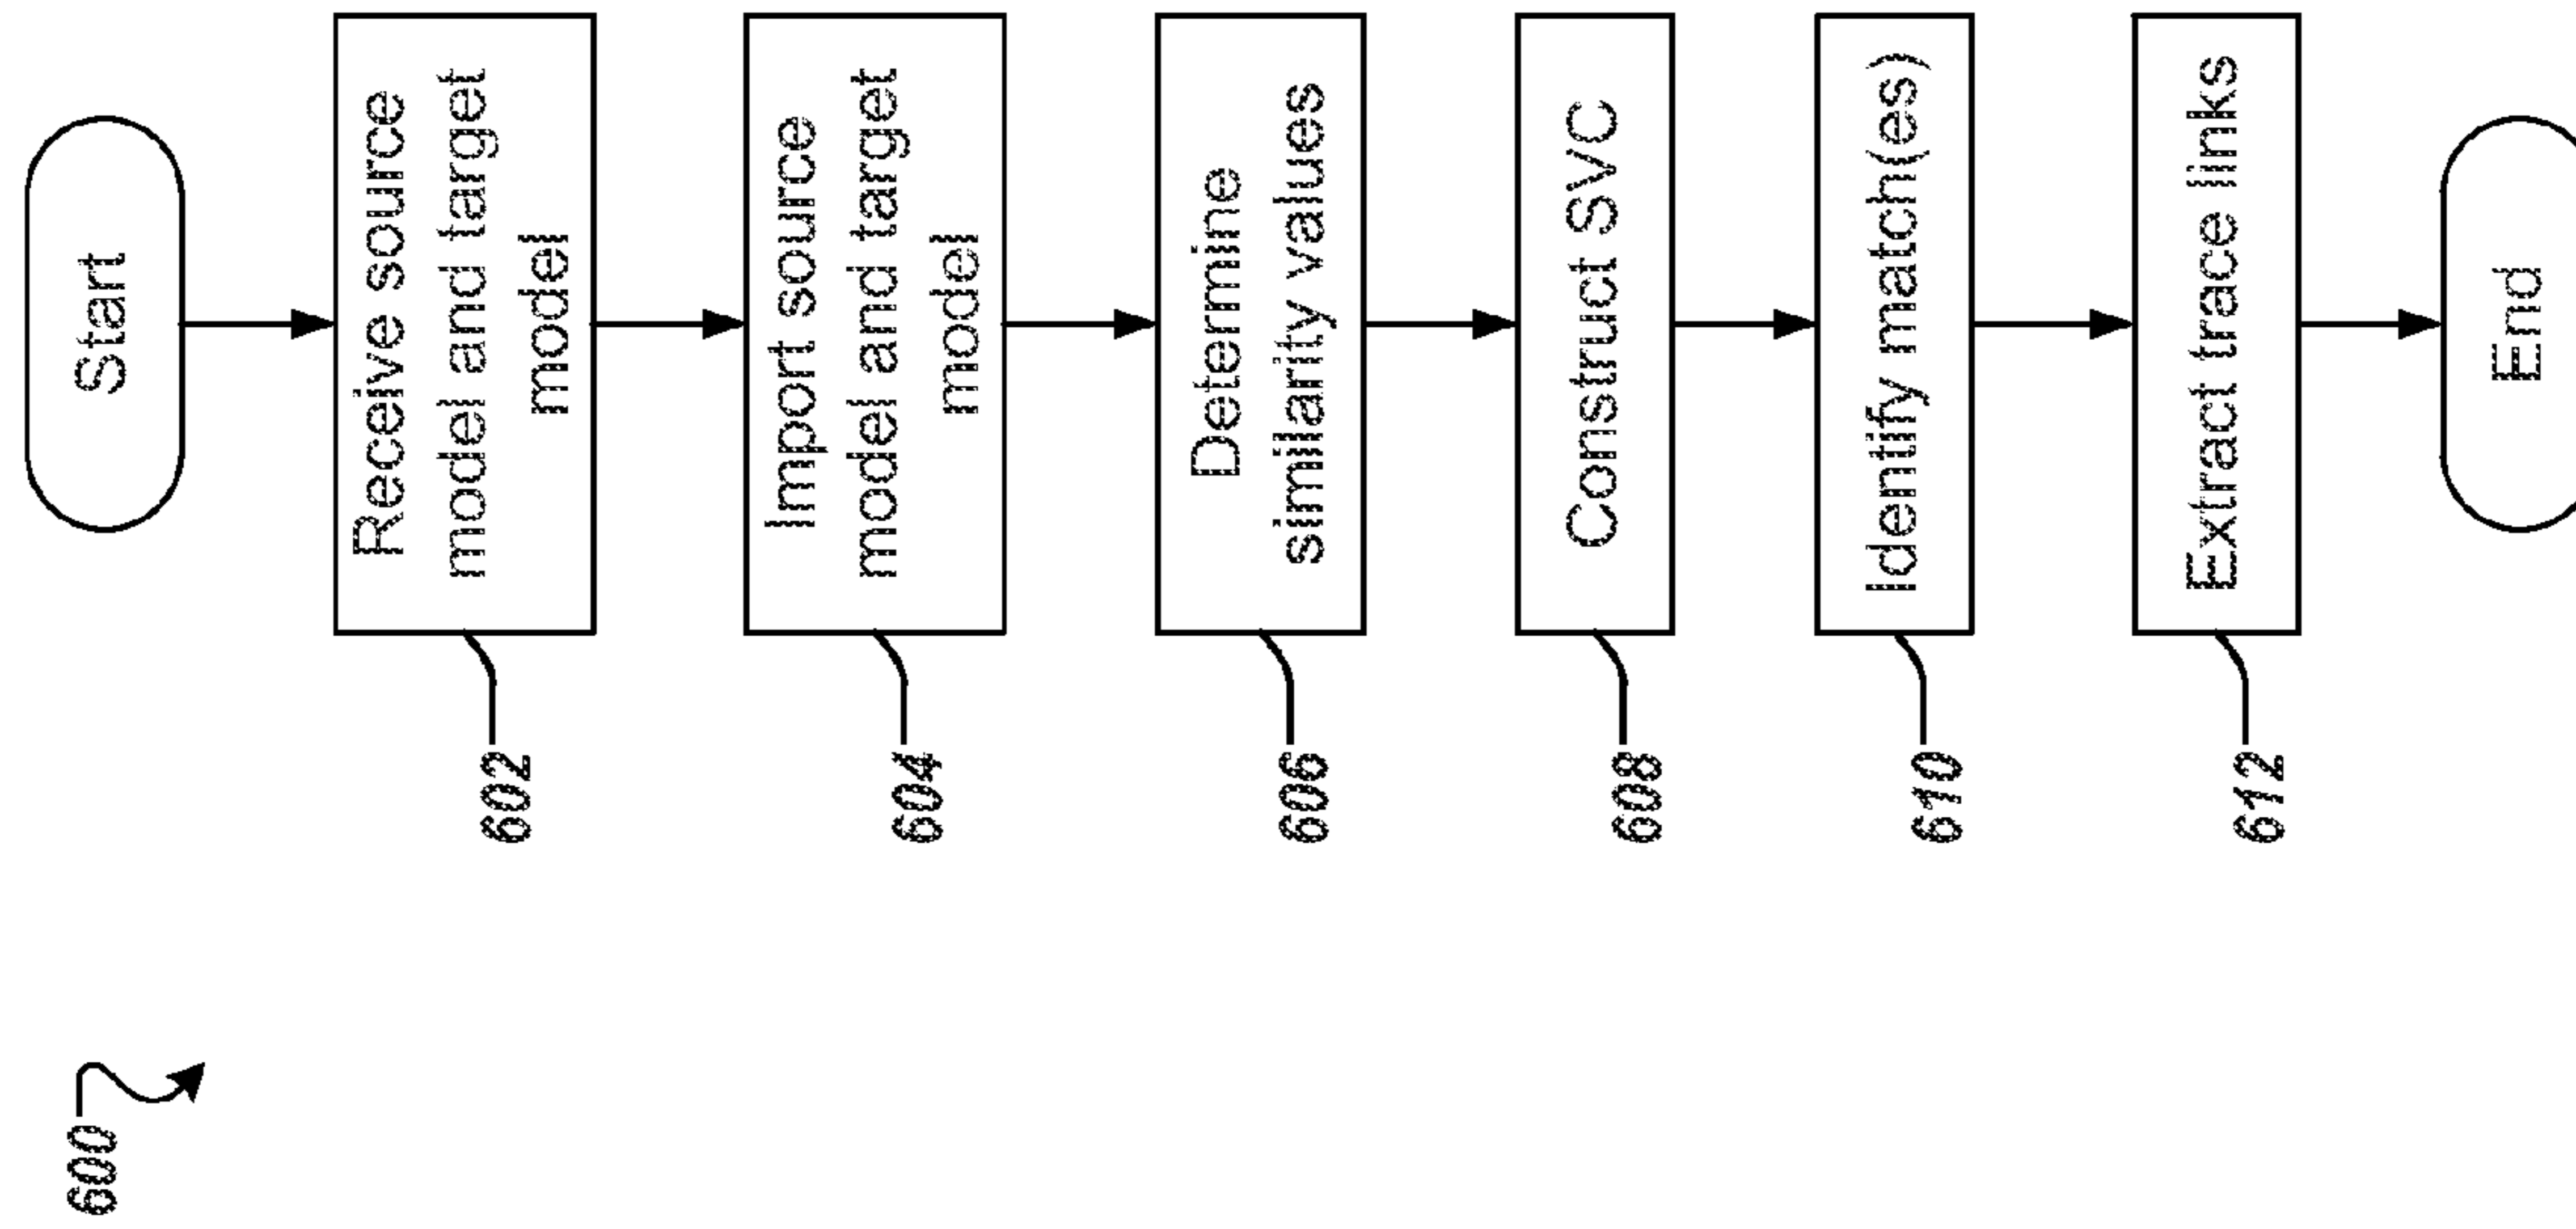 600
Start
602
Receive source
model and target
model
604
Import source
model and target
model
606
Determine
similarity values
608
Construct SVC
610
Identify match(es)
612
Extract trace links
End